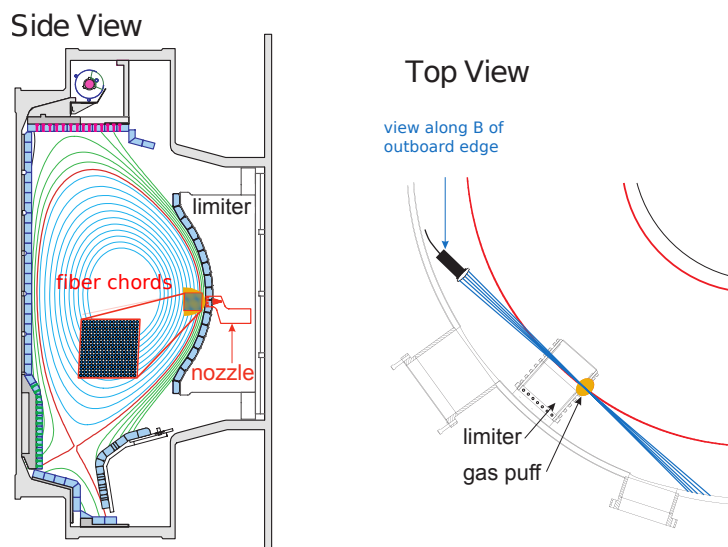 Side View
limiter
fiber chords
nozzle
Top View
view along B of
outboard edge
limiter
gas puff